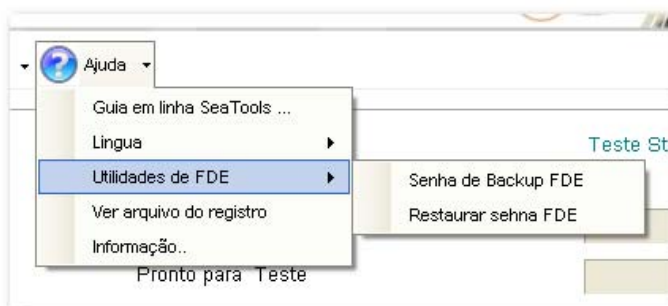 Ajuda
Guia em linha SeaTools ...
Lingua
Teste St
Utilidades de FDE
Senha de Backup FDE
Ver arquivo do registro
Restaurar sehna FDE
Informação..
Pronto para Teste